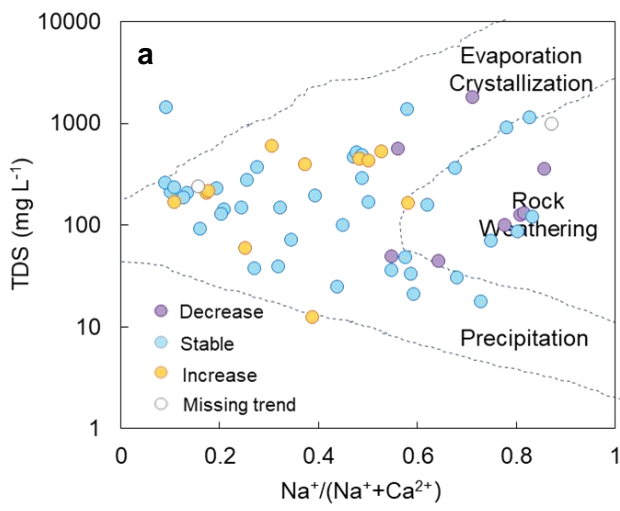 a
10000
1000
100
10
1
TDS (mg L⁻¹)
Evaporation
Crystallization
Rock
Weathering
Precipitation
Decrease
Stable
Increase
Missing trend
0
0.2
0.4
0.6
0.8
1
Na⁺/(Na⁺+Ca²⁺)